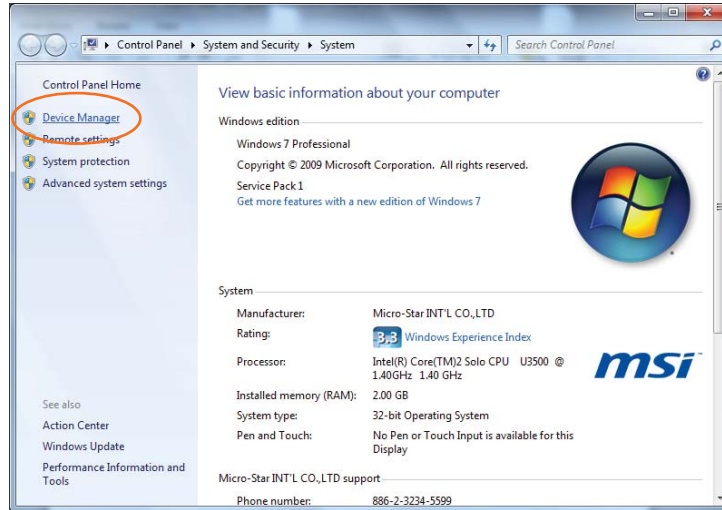 Control Panel ▸ System and Security ▸ System
Search Control Panel
Control Panel Home
Device Manager
Remote settings
System protection
Advanced system settings
See also
Action Center
Windows Update
Performance Information and
Tools
View basic information about your computer
Windows edition
Windows 7 Professional
Copyright © 2009 Microsoft Corporation. All rights reserved.
Service Pack 1
Get more features with a new edition of Windows 7
System
Manufacturer: Micro-Star INT'L CO.,LTD
Rating: 3.3 Windows Experience Index
Processor: Intel(R) Core(TM)2 Solo CPU U3500 @
1.40GHz 1.40 GHz
Installed memory (RAM): 2.00 GB
System type: 32-bit Operating System
Pen and Touch: No Pen or Touch Input is available for this
Display
msi
Micro-Star INT'L CO.,LTD support
Phone number: 886-2-3234-5599